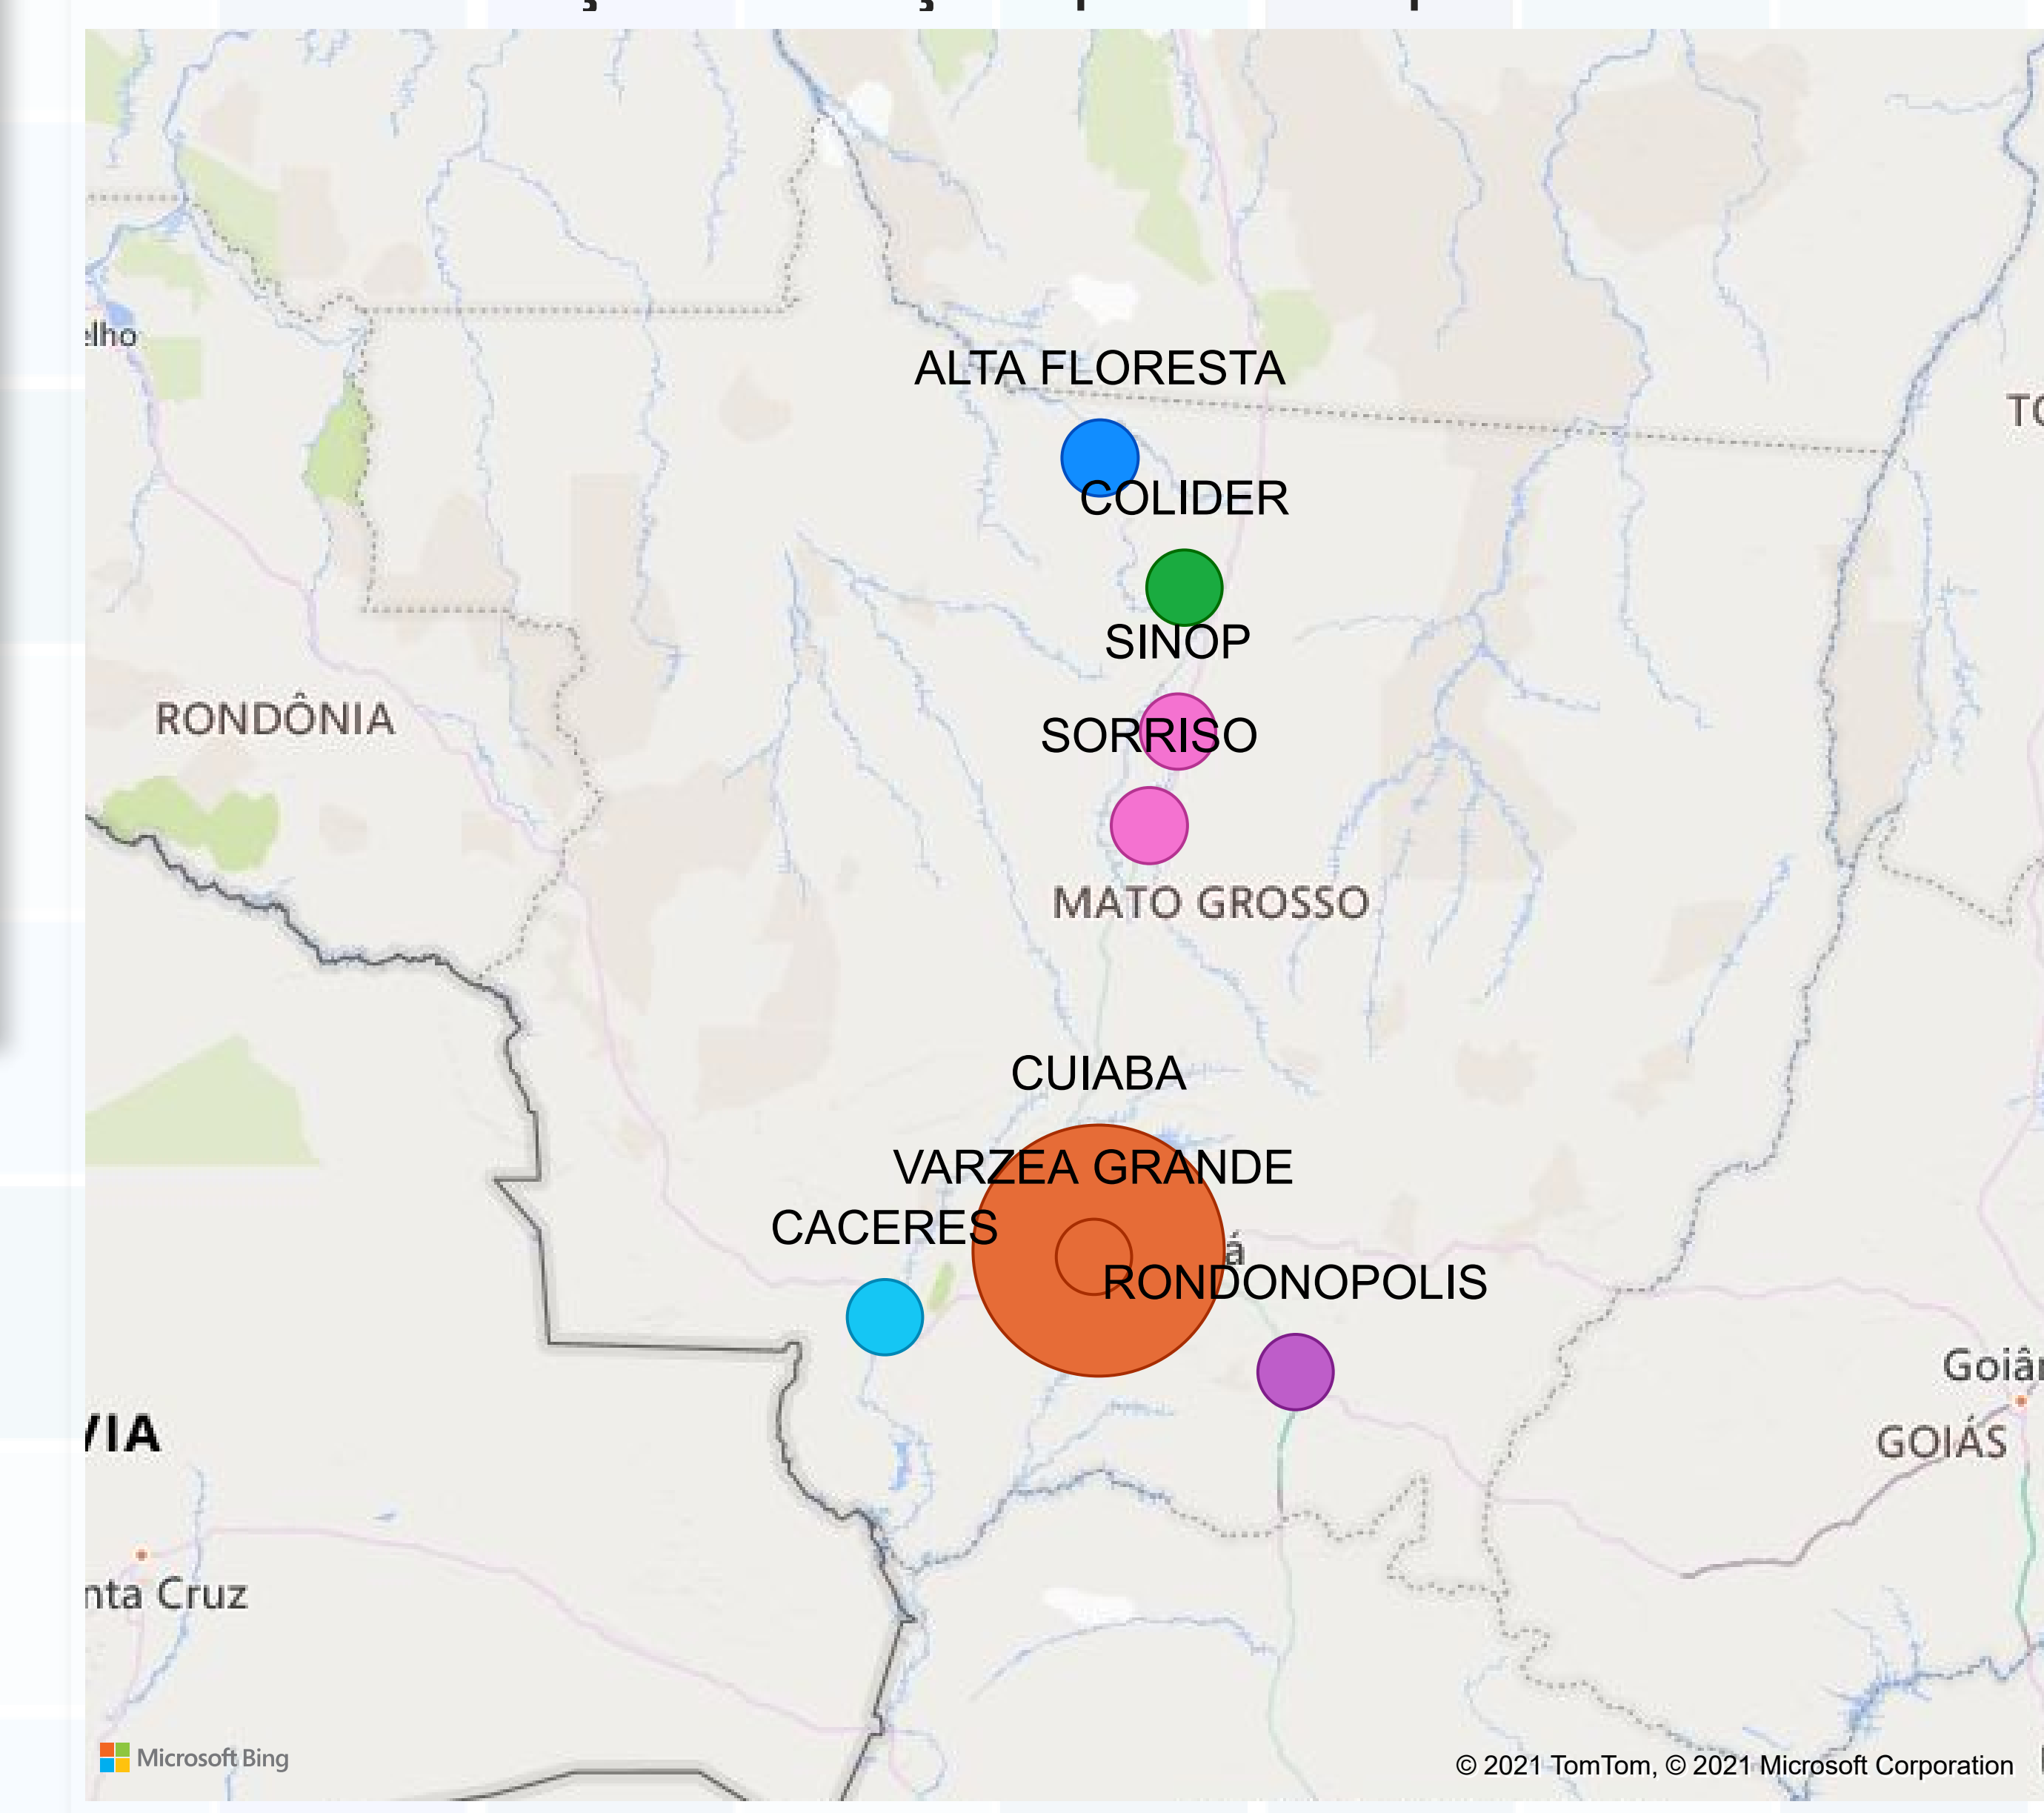 elho
ALTA FLORESTA
TO
COLIDER
SINOP
RONDÔNIA
SORRISO
MATO GROSSO
CUIABA
VARZEA GRANDE
CACERES
á
RONDONOPOLIS
Goiân
VIA
GOIÁS
nta Cruz
Microsoft Bing
© 2021 TomTom, © 2021 Microsoft Corporation